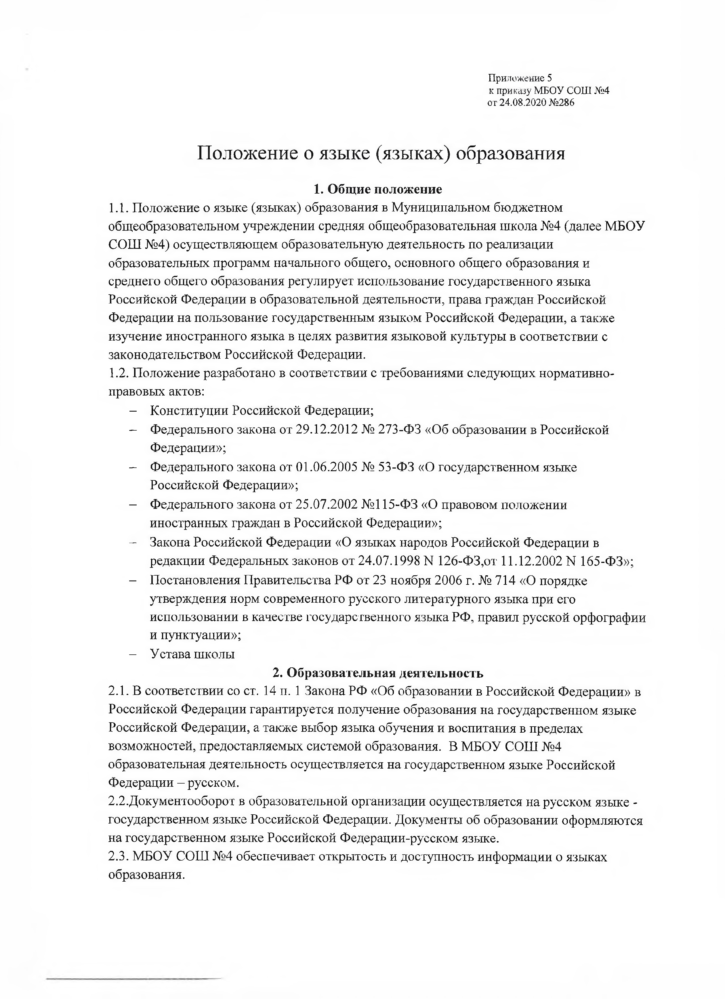 Приложение 5
к приказу МБОУ СОШ №4
от 24.08.2020 №286
Положение о языке (языках) образования
1. Общие положение
1.1. Положение о языке (языках) образования в Муниципальном бюджетном
общеобразовательном учреждении средняя общеобразовательная школа №4 (далее МБОУ
СОШ №4) осуществляющем образовательную деятельность по реализации
образовательных программ начального общего, основного общего образования и
среднего общего образования регулирует использование государственного языка
Российской Федерации в образовательной деятельности, права граждан Российской
Федерации на пользование государственным языком Российской Федерации, а также
изучение иностранного языка в целях развития языковой культуры в соответствии с
законодательством Российской Федерации.
1.2. Положение разработано в соответствии с требованиями следующих нормативно-
правовых актов:
– Конституции Российской Федерации;
– Федерального закона от 29.12.2012 № 273-ФЗ «Об образовании в Российской
Федерации»;
– Федерального закона от 01.06.2005 № 53-ФЗ «О государственном языке
Российской Федерации»;
– Федерального закона от 25.07.2002 №115-ФЗ «О правовом положении
иностранных граждан в Российской Федерации»;
– Закона Российской Федерации «О языках народов Российской Федерации в
редакции Федеральных законов от 24.07.1998 N 126-ФЗ,от 11.12.2002 N 165-ФЗ»;
– Постановления Правительства РФ от 23 ноября 2006 г. № 714 «О порядке
утверждения норм современного русского литературного языка при его
использовании в качестве государственного языка РФ, правил русской орфографии
и пунктуации»;
– Устава школы
2. Образовательная деятельность
2.1. В соответствии со ст. 14 п. 1 Закона РФ «Об образовании в Российской Федерации» в
Российской Федерации гарантируется получение образования на государственном языке
Российской Федерации, а также выбор языка обучения и воспитания в пределах
возможностей, предоставляемых системой образования. В МБОУ СОШ №4
образовательная деятельность осуществляется на государственном языке Российской
Федерации – русском.
2.2.Документооборот в образовательной организации осуществляется на русском языке -
государственном языке Российской Федерации. Документы об образовании оформляются
на государственном языке Российской Федерации-русском языке.
2.3. МБОУ СОШ №4 обеспечивает открытость и доступность информации о языках
образования.